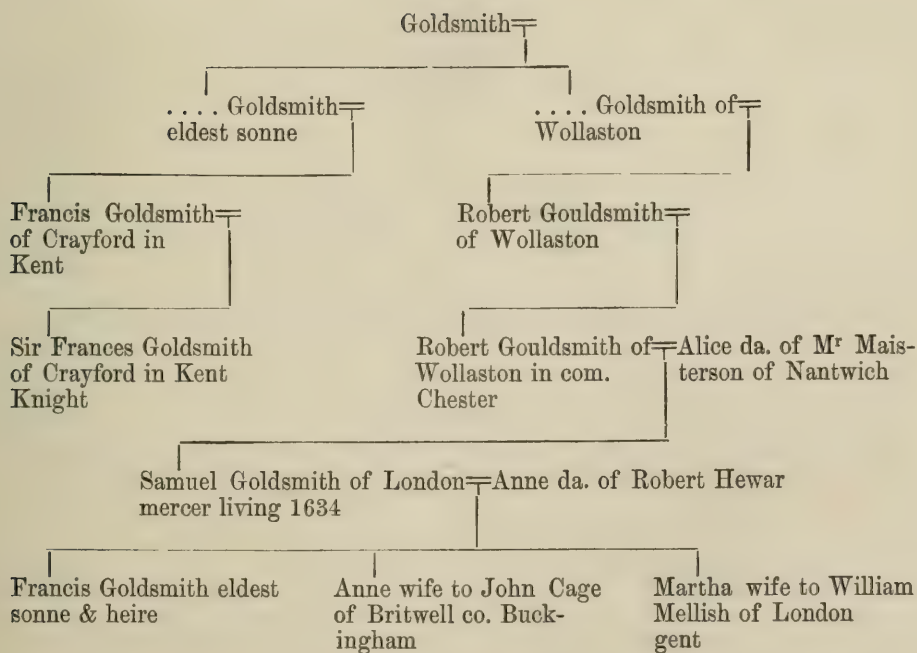 Goldsmith
.... Goldsmith
eldest sonne
.... Goldsmith of
Wollaston
Francis Goldsmith
of Crayford in
Kent
Robert Gouldsmith
of Wollaston
Sir Frances Goldsmith
of Crayford in Kent
Knight
Robert Gouldsmith of
Wollaston in com.
Chester
Alice da. of Mr Mais-
terson of Nantwich
Samuel Goldsmith of London
mercer living 1634
Anne da. of Robert Hewar
Francis Goldsmith eldest
sonne & heire
Anne wife to John Cage
of Britwell co. Buck-
ingham
Martha wife to William
Mellish of London
gent